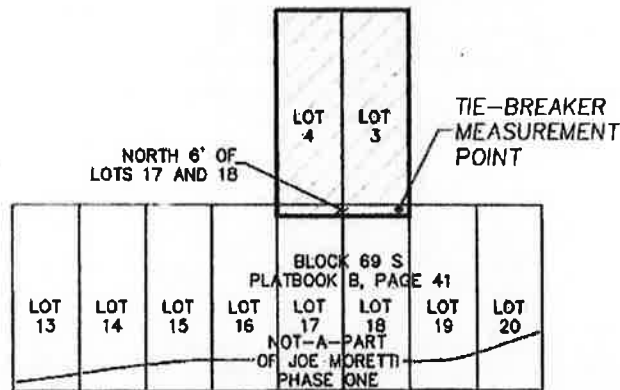 LOT
4
LOT
3
TIE-BREAKER
MEASUREMENT
POINT
NORTH 6' OF
LOTS 17 AND 18
BLOCK 69 S
PLATBOOK B, PAGE 41
LOT
13
LOT
14
LOT
15
LOT
16
LOT
17
LOT
18
LOT
19
LOT
20
NOT-A-PART
OF JOE MORETTI
PHASE ONE